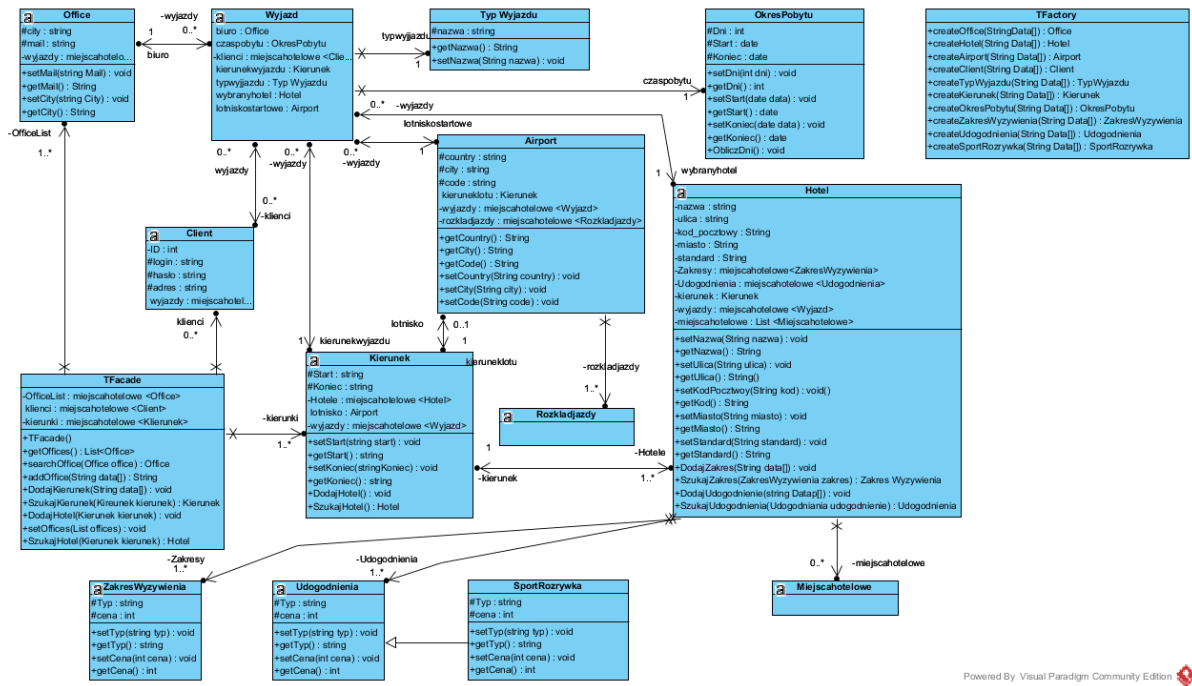 Office
#city : string
#mail : string
-wyjazdy : miejscahotelo...
+setMail(string Mail) : void
+getMail() : String
+setCity(string City) : void
+getCity() : String
-wyjazdy
1
0..*
biuro
Wyjazd
biuro : Office
czaspobytu : OkresPobytu
-klienci : miejscahotelowe <Clie...
kierunekwyjazdu : Kierunek
typwyjjazdu : Typ Wyjazdu
wybranyhotel : Hotel
lotniskostartowe : Airport
typwyjjazdu
1
Typ Wyjazdu
#nazwa : string
+getNazwa() : String
+setNazwa(String nazwa) : void
czaspobytu
1
OkresPobytu
#Dni : int
#Start : date
#Koniec : date
+setDni(int dni) : void
+getDni() : int
+setStart(date data) : void
+getStart() : date
+setKoniec(date data) : void
+getKoniec() : date
+ObliczDni() : void
TFactory
+createOffice(StringData[]) : Office
+createHotel(String Data[]) : Hotel
+createAirport(String Data[]) : Airport
+createClient(String Data[]) : Client
+createTypWyjazdu(String Data[]) : TypWyjazdu
+createKierunek(String Data[]) : Kierunek
+createOkresPobytu(String Data[]) : OkresPobytu
+createZakresWyzywienia(String Data[]) : ZakresWyzywienia
+createUdogodnienia(String Data[]) : Udogodnienia
+createSportRozrywka(String Data[]) : SportRozrywka
-OfficeList
1..*
0..*
-wyjazdy
lotniskostartowe
0..*
wyjazdy
0..*
-wyjazdy
0..*
-wyjazdy
1
1
wybranyhotel
0..*
-klienci
Airport
#country : string
#city : string
#code : string
kieruneklotu : Kierunek
-wyjazdy : miejscahotelowe <Wyjazd>
-rozkladjazdy : miejscahotelowe <Rozkladjazdy>
+getCountry() : String
+getCity() : String
+getCode() : String
+setCountry(String country) : void
+setCity(String city) : void
+setCode(String code) : void
Hotel
-nazwa : string
-ulica : string
-kod_pocztowy : String
-miasto : String
-standard : String
-Zakresy : miejscahotelowe<ZakresWyzywienia>
-Udogodnienia : miejscahotelowe <Udogodnienia>
-kierunek : Kierunek
-wyjazdy : miejscahotelowe <Wyjazd>
-miejscahotelowe : List <Miejscahotelowe>
+setNazwa(String nazwa) : void
+getNazwa() : String
+setUlica(String ulica) : void
+getUlica() : String()
+setKodPocztwoy(String kod) : void()
+getKod() : String
+setMiasto(String miasto) : void
+getMiasto() : String
+setStandard(String standard) : void
+getStandard() : String
+DodajZakres(String data[]) : void
+SzukajZakres(ZakresWyzywienia zakres) : Zakres Wyzywienia
+DodajUdogodnienie(string Datap[]) : void
+SzukajUdogodnienia(Udogodniania udogodnienie) : Udogodnienia
Client
-ID : int
#login : string
#hasło : string
#adres : string
wyjazdy : miejscahotel...
klienci
0..*
lotnisko
0..1
1
kieruneklotu
1
kierunekwyjazdu
-rozkladjazdy
1..*
Kierunek
#Start : string
#Koniec : string
-Hotele : miejscahotelowe <Hotel>
lotnisko : Airport
-wyjazdy : miejscahotelowe <Wyjazd>
+setStart(string start) : void
+getStart() : string
+setKoniec(stringKoniec) : void
+getKoniec() : string
+DodajHotel() : void
+SzukajHotel() : Hotel
Rozkladjazdy
TFacade
-OfficeList : miejscahotelowe <Office>
klienci : miejscahotelowe <Client>
-kierunki : miejscahotelowe <Klierunek>
+TFacade()
+getOffices() : List<Office>
+searchOffice(Office office) : Office
+addOffice(String data[]) : String
+DodajKierunek(String data[]) : void
+SzukajKierunek(Kireunek kierunek) : Kierunek
+DodajHotel(Kierunek kierunek) : void
+setOffices(List offices) : void
+SzukajHotel(Kierunek kierunek) : Hotel
-kierunki
1..*
1
-kierunek
-Hotele
1..*
-Zakresy
1..*
-Udogodnienia
1..*
0..*
-miejscahotelowe
ZakresWyzywienia
#Typ : string
#cena : int
+setTyp(string typ) : void
+getTyp() : string
+setCena(int cena) : void
+getCena() : int
Udogodnienia
#Typ : string
#cena : int
+setTyp(string typ) : void
+getTyp() : string
+setCena(int cena) : void
+getCena() : int
SportRozrywka
#Typ : string
#cena : int
+setTyp(string typ) : void
+getTyp() : string
+setCena(int cena) : void
+getCena() : int
Miejscahotelowe
Powered By Visual Paradigm Community Edition